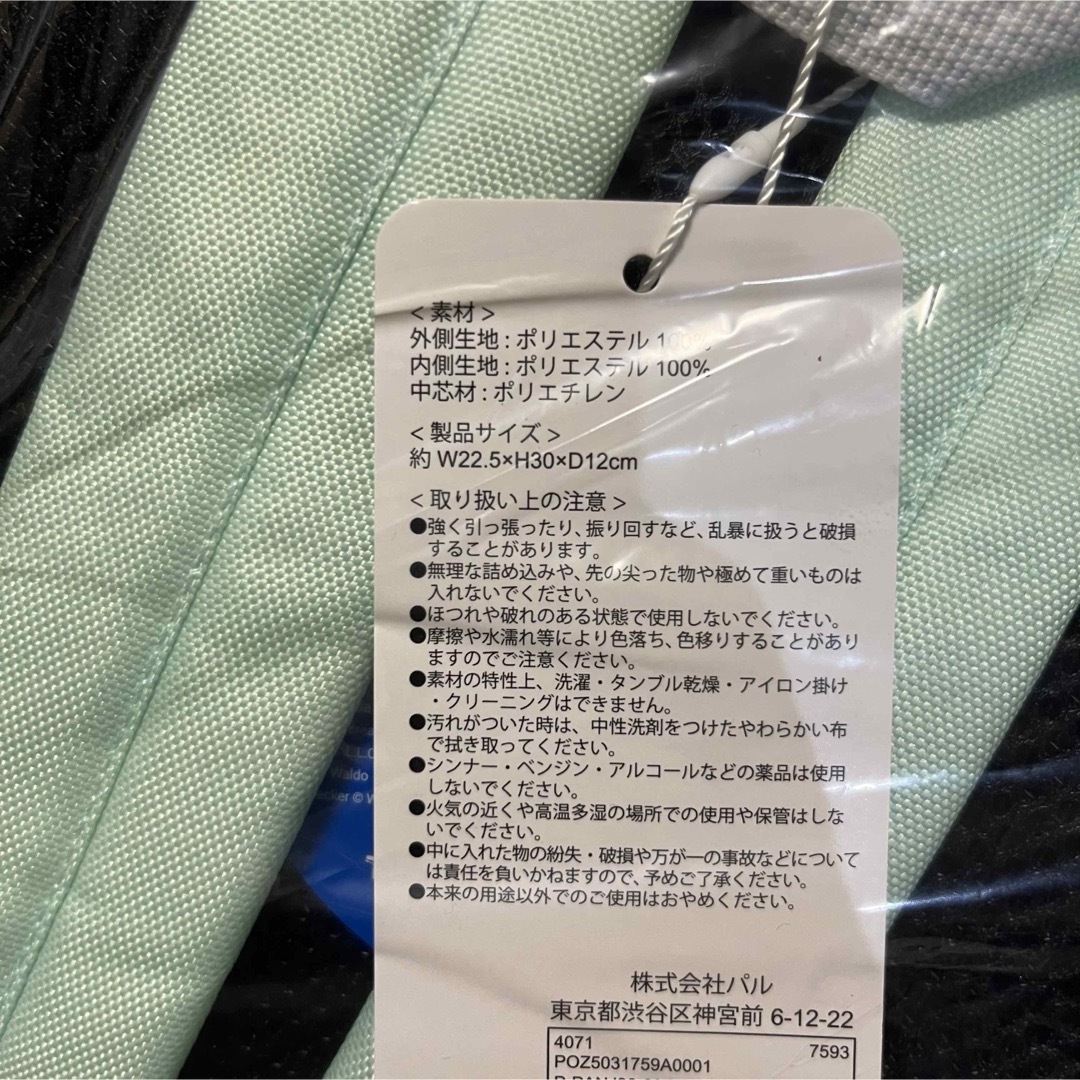 < 素材 >
外側生地 : ポリエステル 100%
内側生地 : ポリエステル 100%
中芯材 : ポリエチレン
< 製品サイズ >
約 W22.5×H30×D12cm
< 取り扱い上の注意 >
●強く引っ張ったり、振り回すなど、乱暴に扱うと破損
することがあります。
●無理な詰め込みや、先の尖った物や極めて重いものは
入れないでください。
●ほつれや破れのある状態で使用しないでください。
●摩擦や水濡れ等により色落ち、色移りすることがあり
ますのでご注意ください。
●素材の特性上、洗濯・タンブル乾燥・アイロン掛け
・クリーニングはできません。
●汚れがついた時は、中性洗剤をつけたやわらかい布
で拭き取ってください。
●シンナー・ベンジン・アルコールなどの薬品は使用
しないでください。
●火気の近くや高温多湿の場所での使用や保管はしな
いでください。
●中に入れた物の紛失・破損や万が一の事故などについて
は責任を負いかねますので、予めご了承ください。
●本来の用途以外でのご使用はおやめください。
Waldo
株式会社パル
東京都渋谷区神宮前 6-12-22
4071 7593
POZ5031759A0001